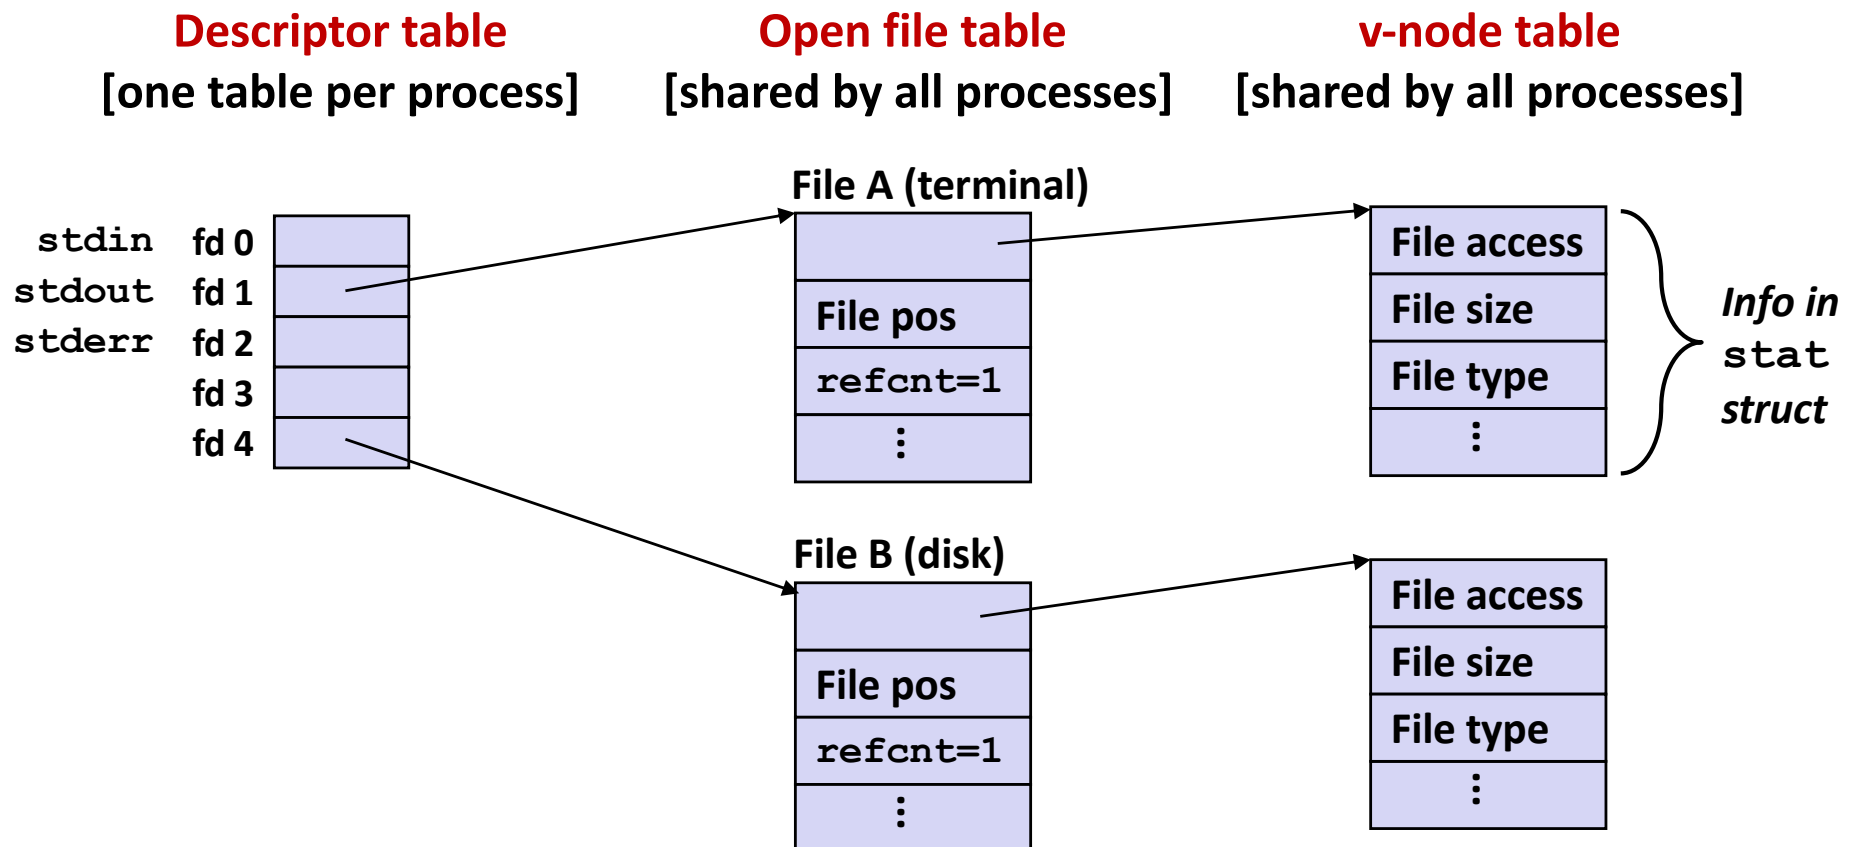 Descriptor table
[one table per process]
Open file table
[shared by all processes]
v-node table
[shared by all processes]
stdin fd 0
stdout fd 1
stderr fd 2
fd 3
fd 4
File A (terminal)
File pos
refcnt=1
⋮
File access
File size
File type
⋮
Info in
stat
struct
File B (disk)
File pos
refcnt=1
⋮
File access
File size
File type
⋮